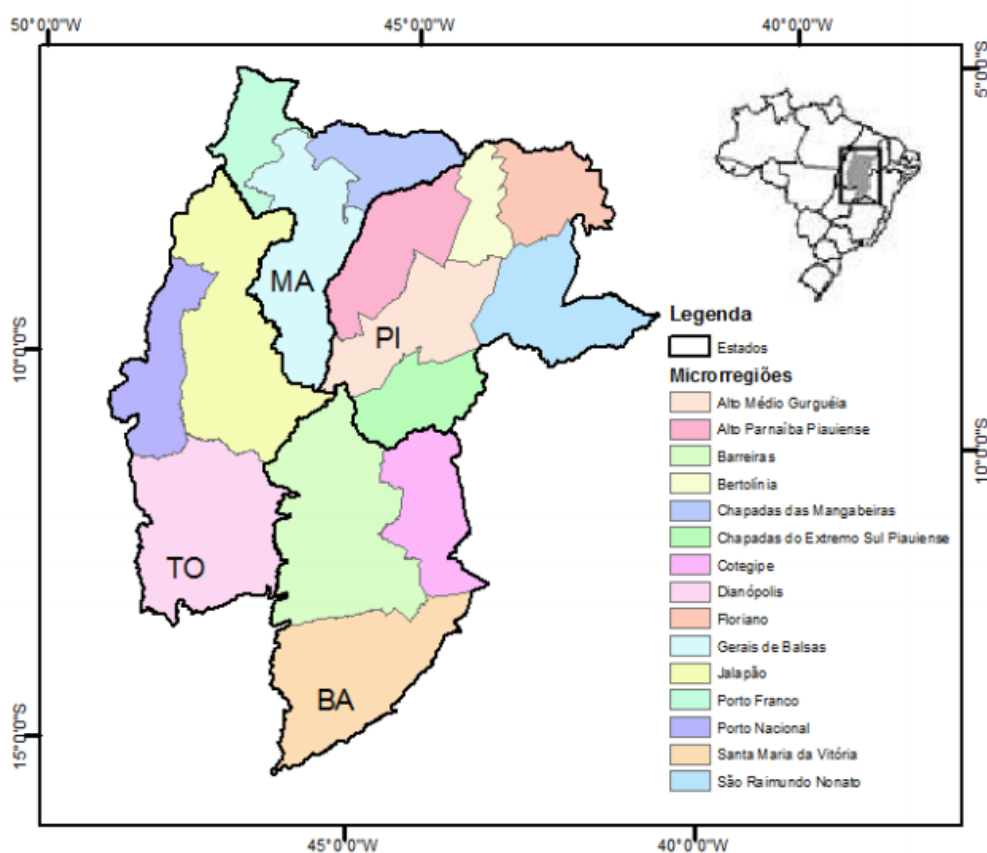 50°0'0"W 45°0'0"W 40°0'0"W
5°0'0"S
MA
PI
10°0'0"S
10°0'0"S
TO
BA
15°0'0"S
45°0'0"W 40°0'0"W
Legenda
Estados
Microrregiões
Alto Médio Gurguéia
Alto Parnaíba Piauiense
Barreiras
Bertolínia
Chapadas das Mangabeiras
Chapadas do Extremo Sul Piauiense
Cotegipe
Dianópolis
Floriano
Gerais de Balsas
Jalapão
Porto Franco
Porto Nacional
Santa Maria da Vitória
São Raimundo Nonato